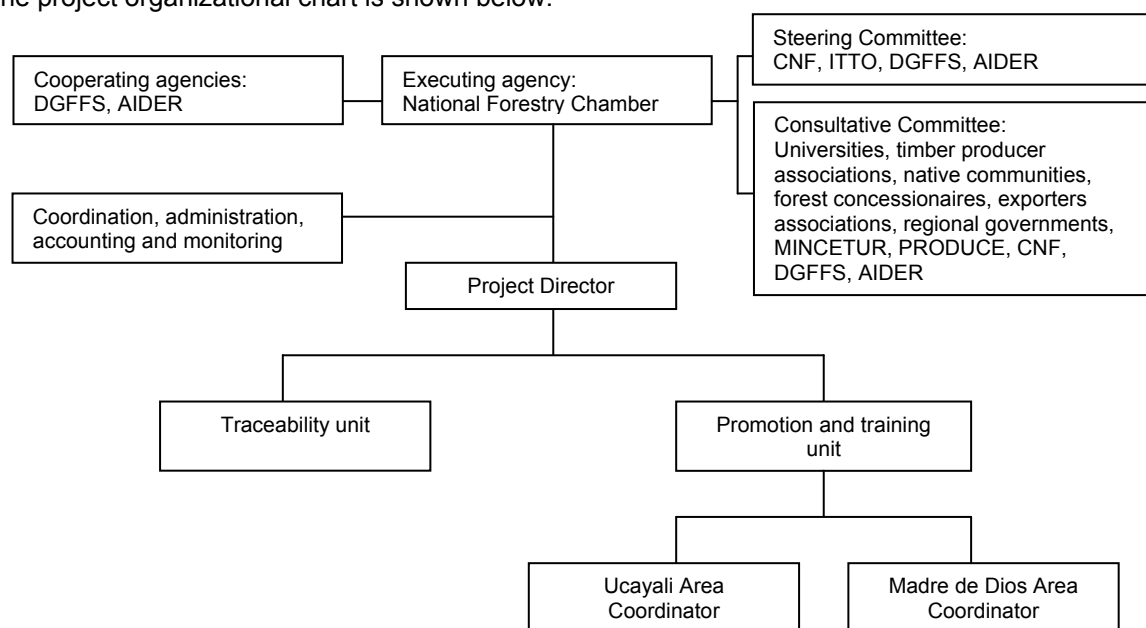 The project organizational chart is shown below:
Cooperating agencies:
DGFFS, AIDER
Executing agency:
National Forestry Chamber
Steering Committee:
CNF, ITTO, DGFFS, AIDER
Consultative Committee:
Universities, timber producer
associations, native communities,
forest concessionaires, exporters
associations, regional governments,
MINCETUR, PRODUCE, CNF,
DGFFS, AIDER
Coordination, administration,
accounting and monitoring
Project Director
Traceability unit
Promotion and training
unit
Ucayali Area
Coordinator
Madre de Dios Area
Coordinator